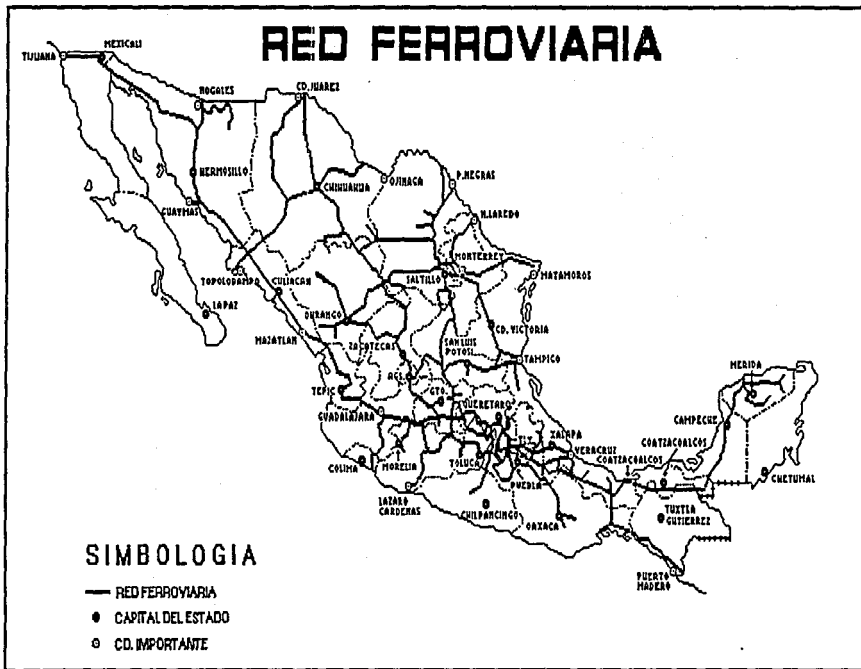 RED FERROVIARIA
MEXICALI
TIJUANA
NOGALES
CD. JUAREZ
HERMOSILLO
CHIHUAHUA
OJINAGA
P. NEGRAS
GUAYMAS
N. LAREDO
MONTERREY
TOPOLOBAMPO
CULIACAN
SALTILLO
MATAMOROS
LA PAZ
DURANGO
CD. VICTORIA
MAZATLAN
ZACATECAS
SAN LUIS
POTOSI
TAMPICO
MERIDA
AGS.
TEPIC
GTO.
QUERETARO
CAMPECHE
GUADALAJARA
XALAPA
COATZACOALCOS
VERACRUZ
COATZACOALCOS
COLIMA
MORELIA
TOLUCA
PUEBLA
CHETUMAL
LAZARO
CARDENAS
CHILPANCINGO
OAXACA
TUXTLA
GUTIERREZ
PUERTO
MADERO
SIMBOLOGIA
RED FERROVIARIA
CAPITAL DEL ESTADO
CD. IMPORTANTE